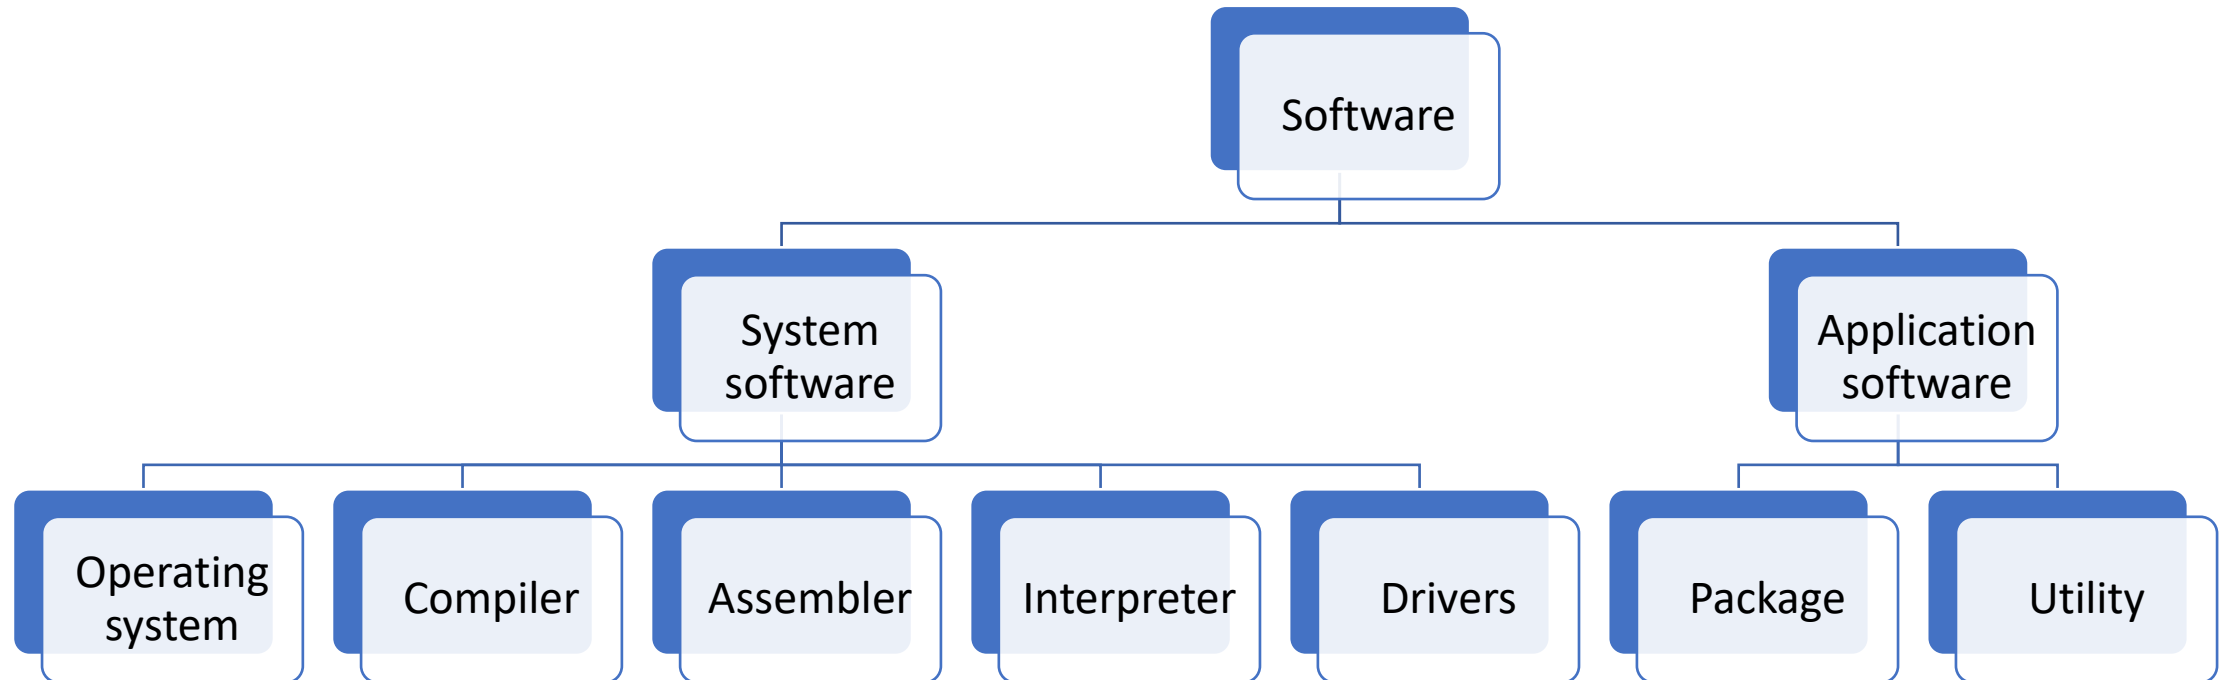 Software
System
software
Application
software
Operating
system
Compiler
Assembler
Interpreter
Drivers
Package
Utility